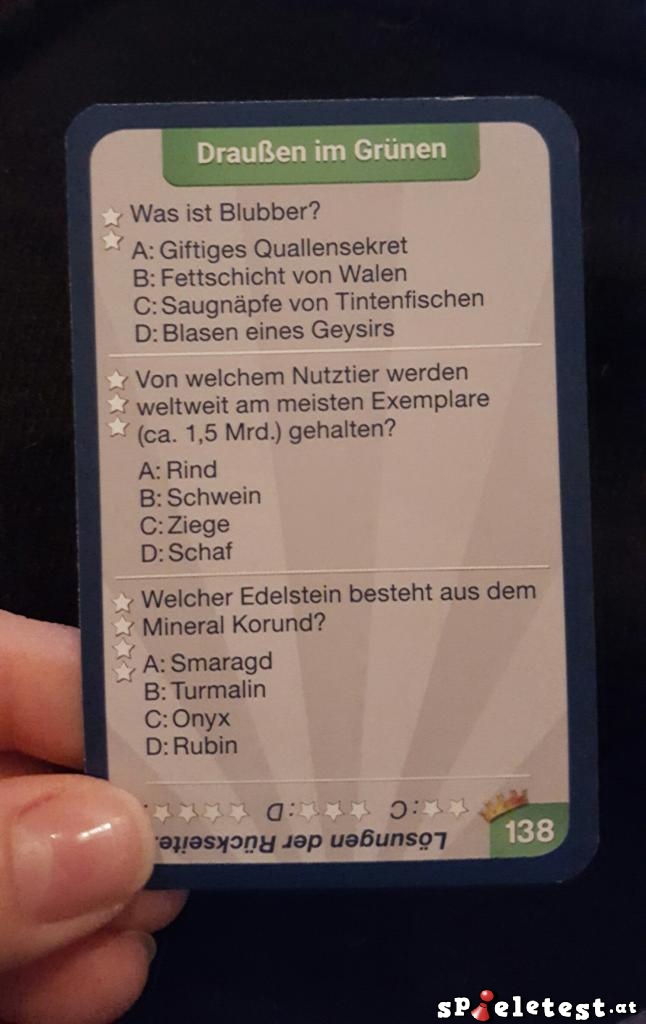 Draußen im Grünen
Was ist Blubber?
A: Giftiges Quallensekret
B: Fettschicht von Walen
C: Saugnäpfe von Tintenfischen
D: Blasen eines Geysirs
Von welchem Nutztier werden
weltweit am meisten Exemplare
(ca. 1,5 Mrd.) gehalten?
A: Rind
B: Schwein
C: Ziege
D: Schaf
Welcher Edelstein besteht aus dem
Mineral Korund?
A: Smaragd
B: Turmalin
C: Onyx
D: Rubin
138
Lösungen der Rückseite:
☆☆: C ☆☆☆: D ☆☆☆☆:
spieletest.at